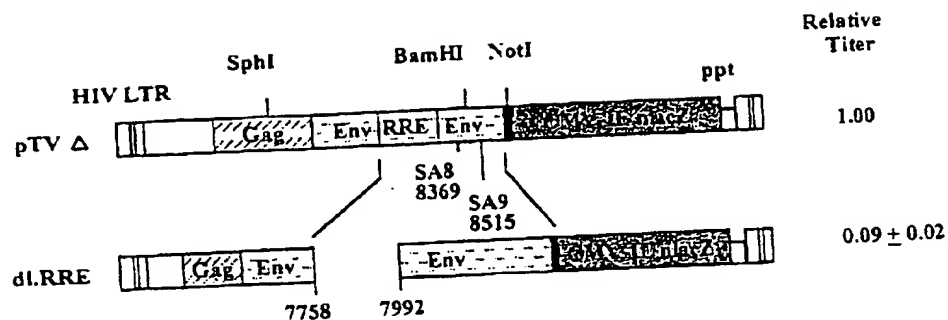 Relative
Titer
SphI
BamHI
NotI
ppt
HIV LTR
pTV Δ
Gag
Env
RRE
Env
1.00
SA8
8369
SA9
8515
dl.RRE
Gag
Env
Env
0.09 ± 0.02
7758
7992